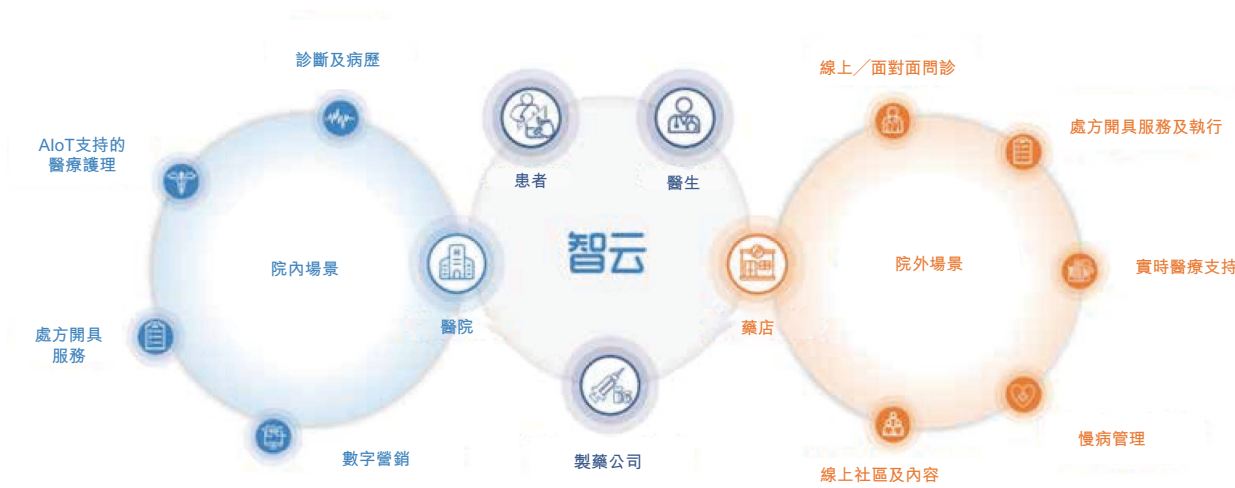 診斷及病歷
AIoT支持的
醫療護理
院內場景
處方開具
服務
數字營銷
醫院
患者
醫生
智云
製藥公司
藥店
線上／面對面問診
處方開具服務及執行
院外場景
實時醫療支持
慢病管理
線上社區及內容